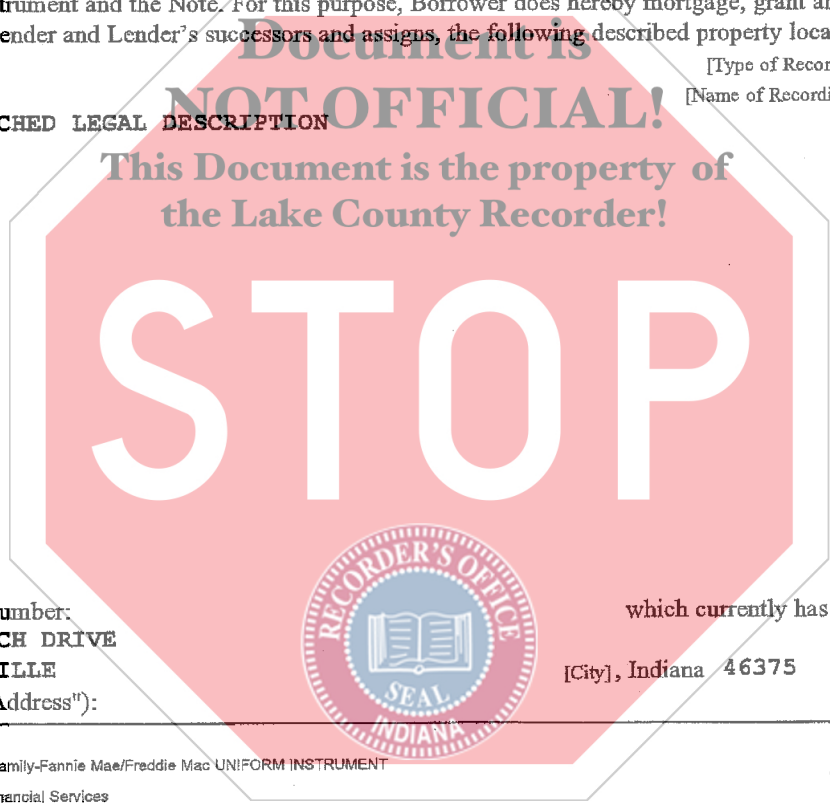 trument and the Note. For this purpose, Borrower does hereby mortgage, grant
ender and Lender's successors and assigns, the following described property loca
Document is
[Type of Recor
NOT OFFICIAL!
[Name of Recordi
CHED LEGAL DESCRIPTION
This Document is the property of
the Lake County Recorder!
STOP
RECORDER'S OFFICE
SEAL
INDIANA
umber: which currently has
CH DRIVE
ILLE [City], Indiana 46375
Address"):
amily-Fannie Mae/Freddie Mac UNIFORM INSTRUMENT
nancial Services